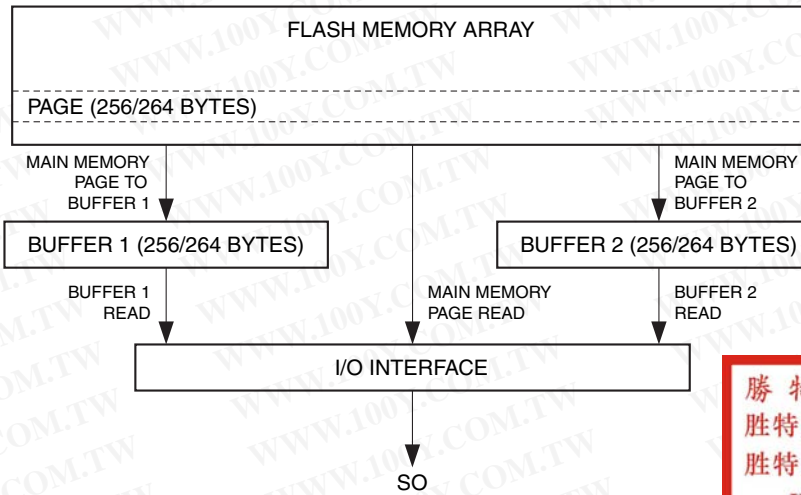 FLASH MEMORY ARRAY
PAGE (256/264 BYTES)
MAIN MEMORY
PAGE TO
BUFFER 1
MAIN MEMORY
PAGE TO
BUFFER 2
BUFFER 1 (256/264 BYTES)
BUFFER 2 (256/264 BYTES)
BUFFER 1
READ
MAIN MEMORY
PAGE READ
BUFFER 2
READ
I/O INTERFACE
SO
WWW.100Y.COM.TW
勝 特
胜特
胜特